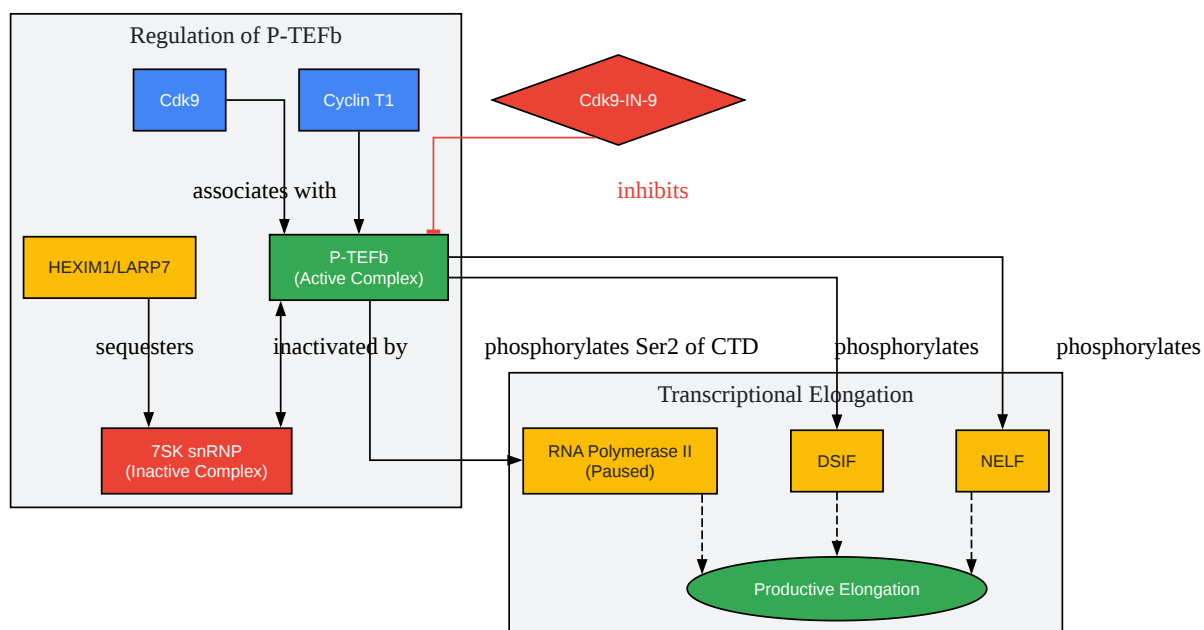 Regulation of P-TEFb
Cdk9
Cyclin T1
Cdk9-IN-9
associates with
inhibits
HEXIM1/LARP7
P-TEFb
(Active Complex)
sequesters
inactivated by
phosphorylates Ser2 of CTD
phosphorylates
phosphorylates
Transcriptional Elongation
7SK snRNP
(Inactive Complex)
RNA Polymerase II
(Paused)
DSIF
NELF
Productive Elongation